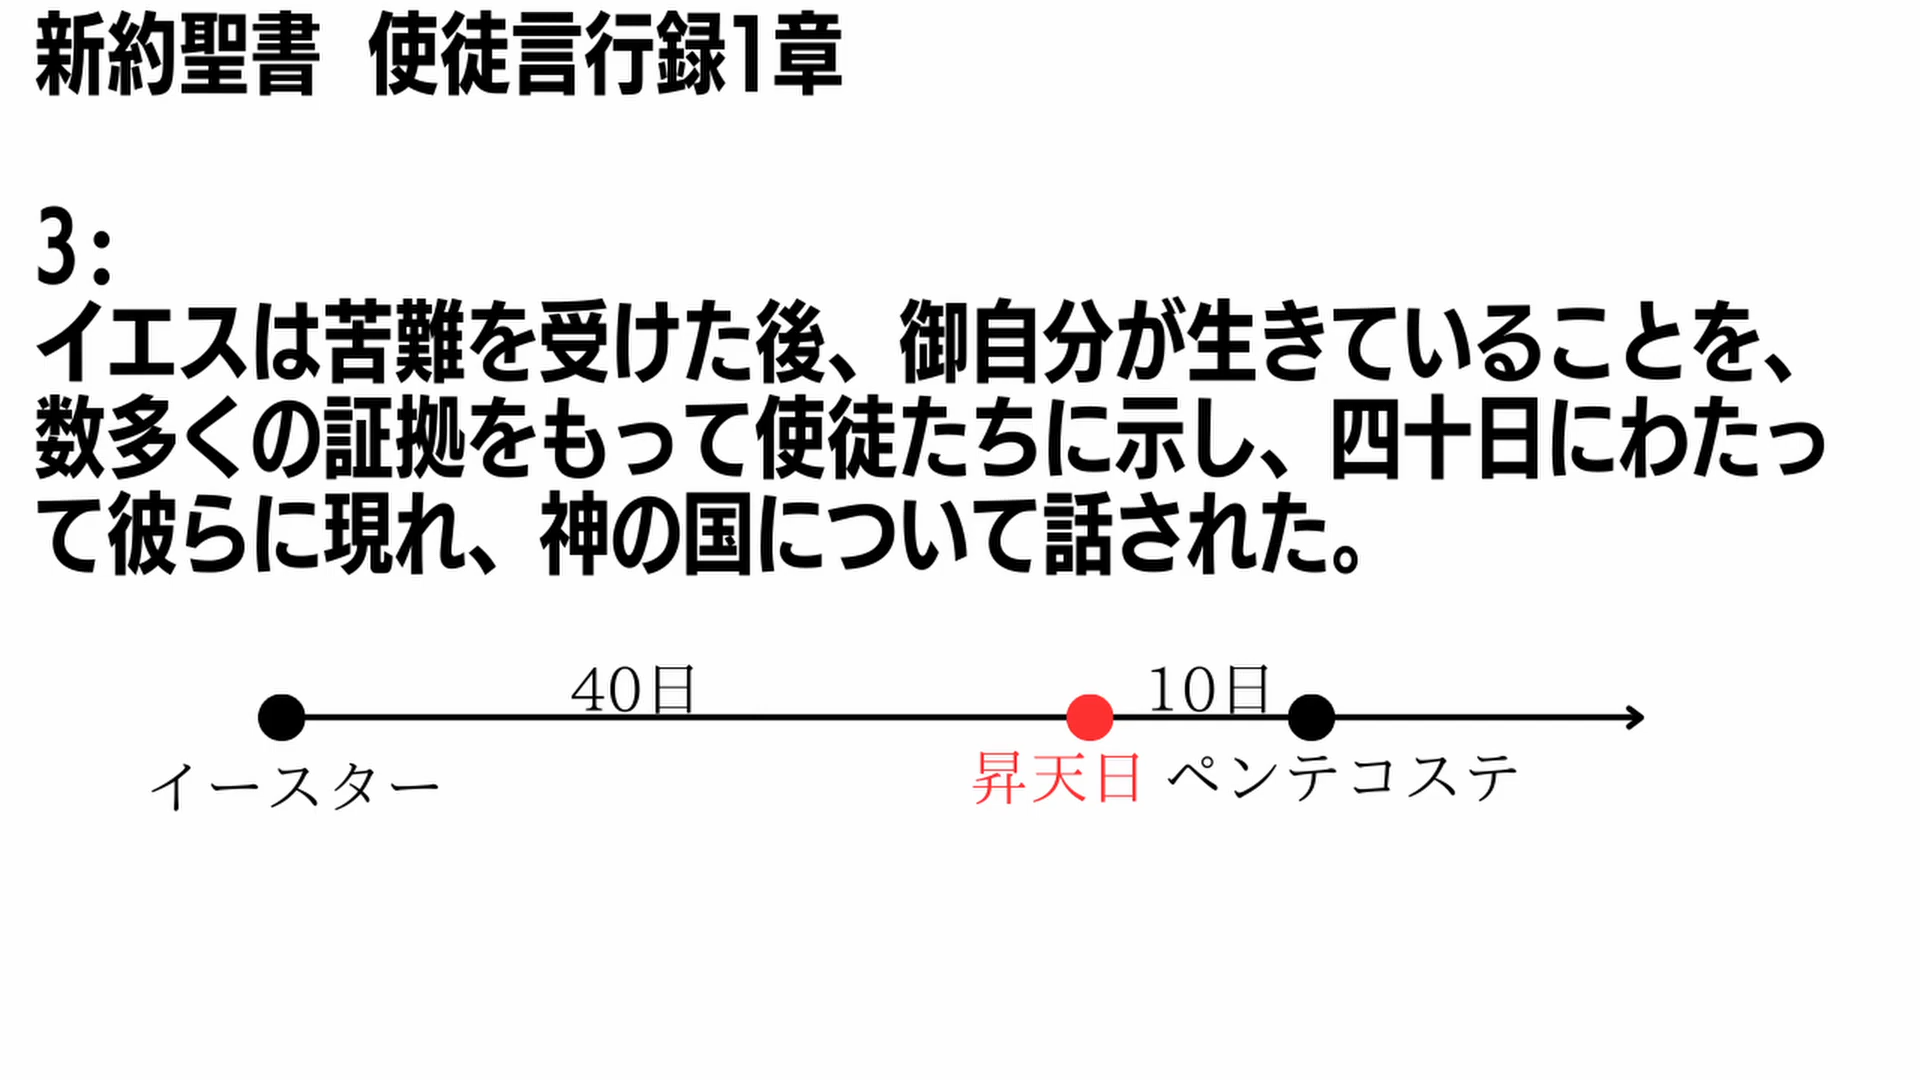 新約聖書 使徒言行録1章
3:
イエスは苦難を受けた後、御自分が生きていることを、
数多くの証拠をもって使徒たちに示し、四十日にわたっ
て彼らに現れ、神の国について話された。
40日 10日
イースター 昇天日 ペンテコステ